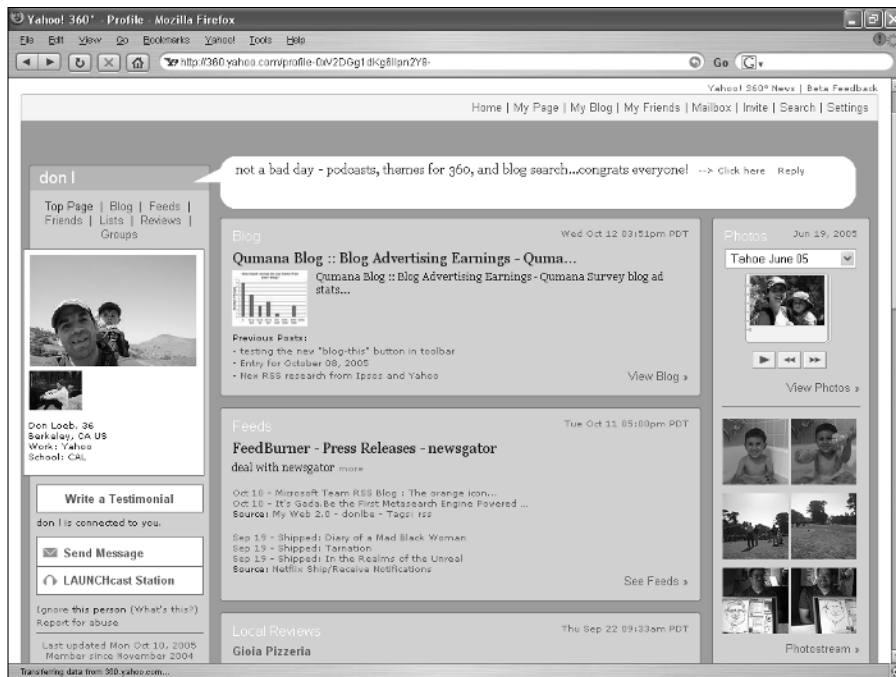 Yahoo! 360° - Profile - Mozilla Firefox
File Edit View Go Bookmarks Yahoo! Tools Help
Go
Yahoo! 360° News | Beta Feedback
Home | My Page | My Blog | My Friends | Mailbox | Invite | Search | Settings
don l
not a bad day - podcasts, themes for 360, and blog search...congrats everyone! --> Click here Reply
Top Page | Blog | Feeds |
Friends | Lists | Reviews |
Groups
Don Loeb, 36
Berkeley, CA US
Work: Yahoo
School: CAL
Write a Testimonial
don l is connected to you.
Send Message
LAUNCHcast Station
Ignore this person (What's this?)
Report for abuse
Last updated Mon Oct 10, 2005
Member since November 2004
Blog Wed Oct 12 03:51pm PDT
Qumana Blog :: Blog Advertising Earnings - Quma...
Qumana Blog :: Blog Advertising Earnings - Qumana Survey blog ad
stats...
Previous Posts:
- testing the new "blog-this" button in toolbar
- Entry for October 08, 2005
- New RSS research from Ipsos and Yahoo
View Blog »
Feeds Tue Oct 11 05:00pm PDT
FeedBurner - Press Releases - newsgator
deal with newsgator more
Oct 10 - Microsoft Team RSS Blog : The orange icon...
Oct 10 - It's Gada.Be the First Metasearch Engine Powered ...
Source: My Web 2.0 - donlbe - Tags: rss
Sep 19 - Shipped: Diary of a Mad Black Woman
Sep 19 - Shipped: Tarnation
Sep 19 - Shipped: In the Realms of the Unreal
Source: Netflix Ship/Receive Notifications
See Feeds »
Local Reviews Thu Sep 22 09:33am PDT
Gioia Pizzeria
Photos Jun 19, 2005
Tahoe June 05
View Photos »
Photostream »
Transferring data from 360.yahoo.com...